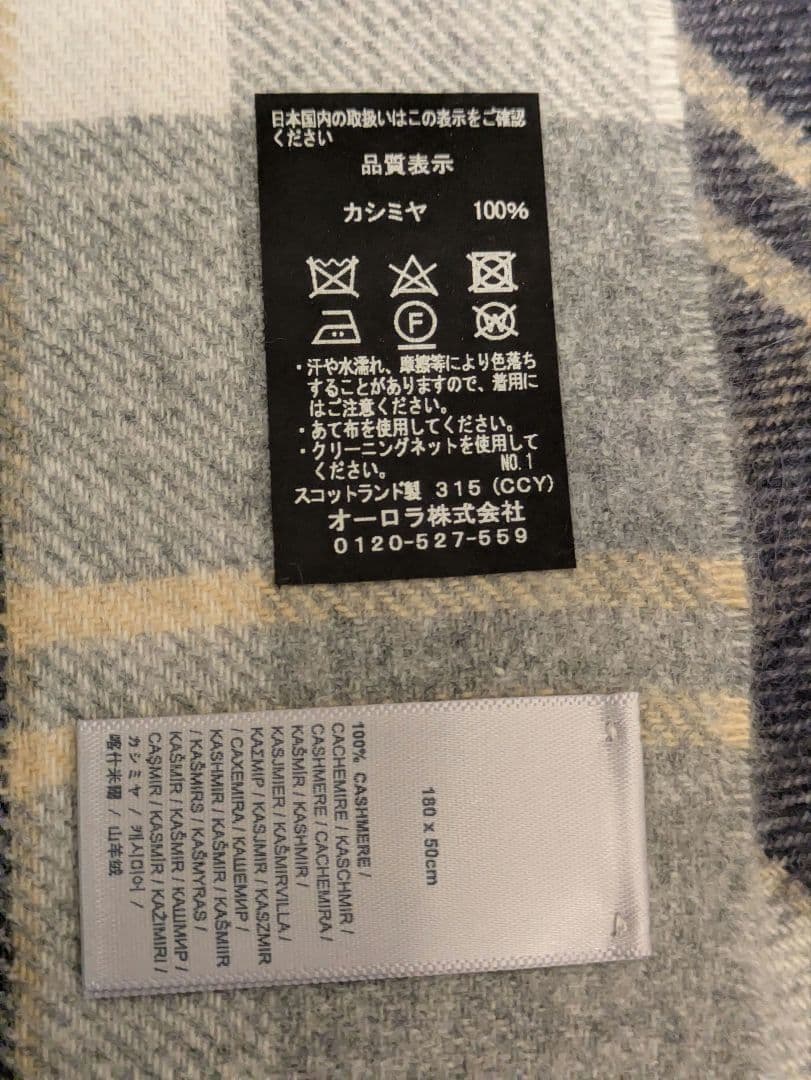 日本国内の取扱いはこの表示をご確認
ください
品質表示
カシミヤ 100%
F
W
・汗や水濡れ、摩擦等により色落ち
することがありますので、着用に
はご注意ください。
・あて布を使用してください。
・クリーニングネットを使用して
ください。 NO.1
スコットランド製 315 (CCY)
オーロラ株式会社
0120-527-559
180 x 50cm
100% CASHMERE /
CACHEMIRE / KASCHMIR /
CASHMERE / CACHEMIRA /
KAŠMÍR / KASHMIR /
KASJMIER / KAŠMIRVILLA /
ΚΑΣΜΙΡ / KASJMIR / KASZMIR
/ CAXEMIRA / КАШЕМИР /
KASHMIR / KAŠMIR / KAŠMIIR
/ KAŠMIRS / KAŠMYRAS /
KAŠMÍR / KAŠMIR / КАШМИР /
CAŞMIR / KASMÍR / KAŽIMIRI /
カシミヤ / 캐시미어 /
喀什米爾 / 山羊绒